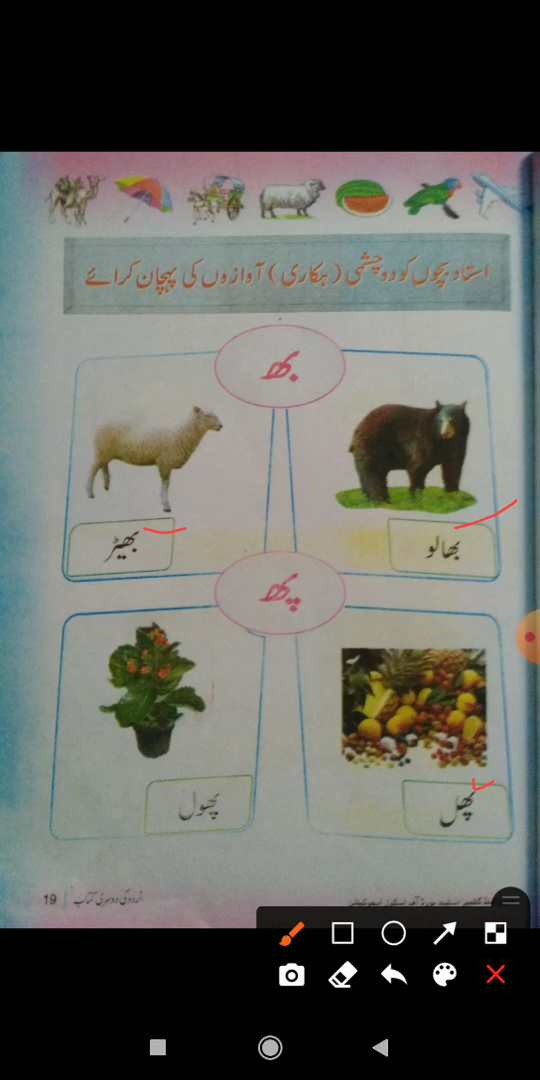 استاد بچوں کو دو چشمی (ہکاری) آوازوں کی پہچان کرائے
بھ
بھالو
بھیڑ
پھ
پھل
پھول
اُردو کی دوسری کتاب | 19